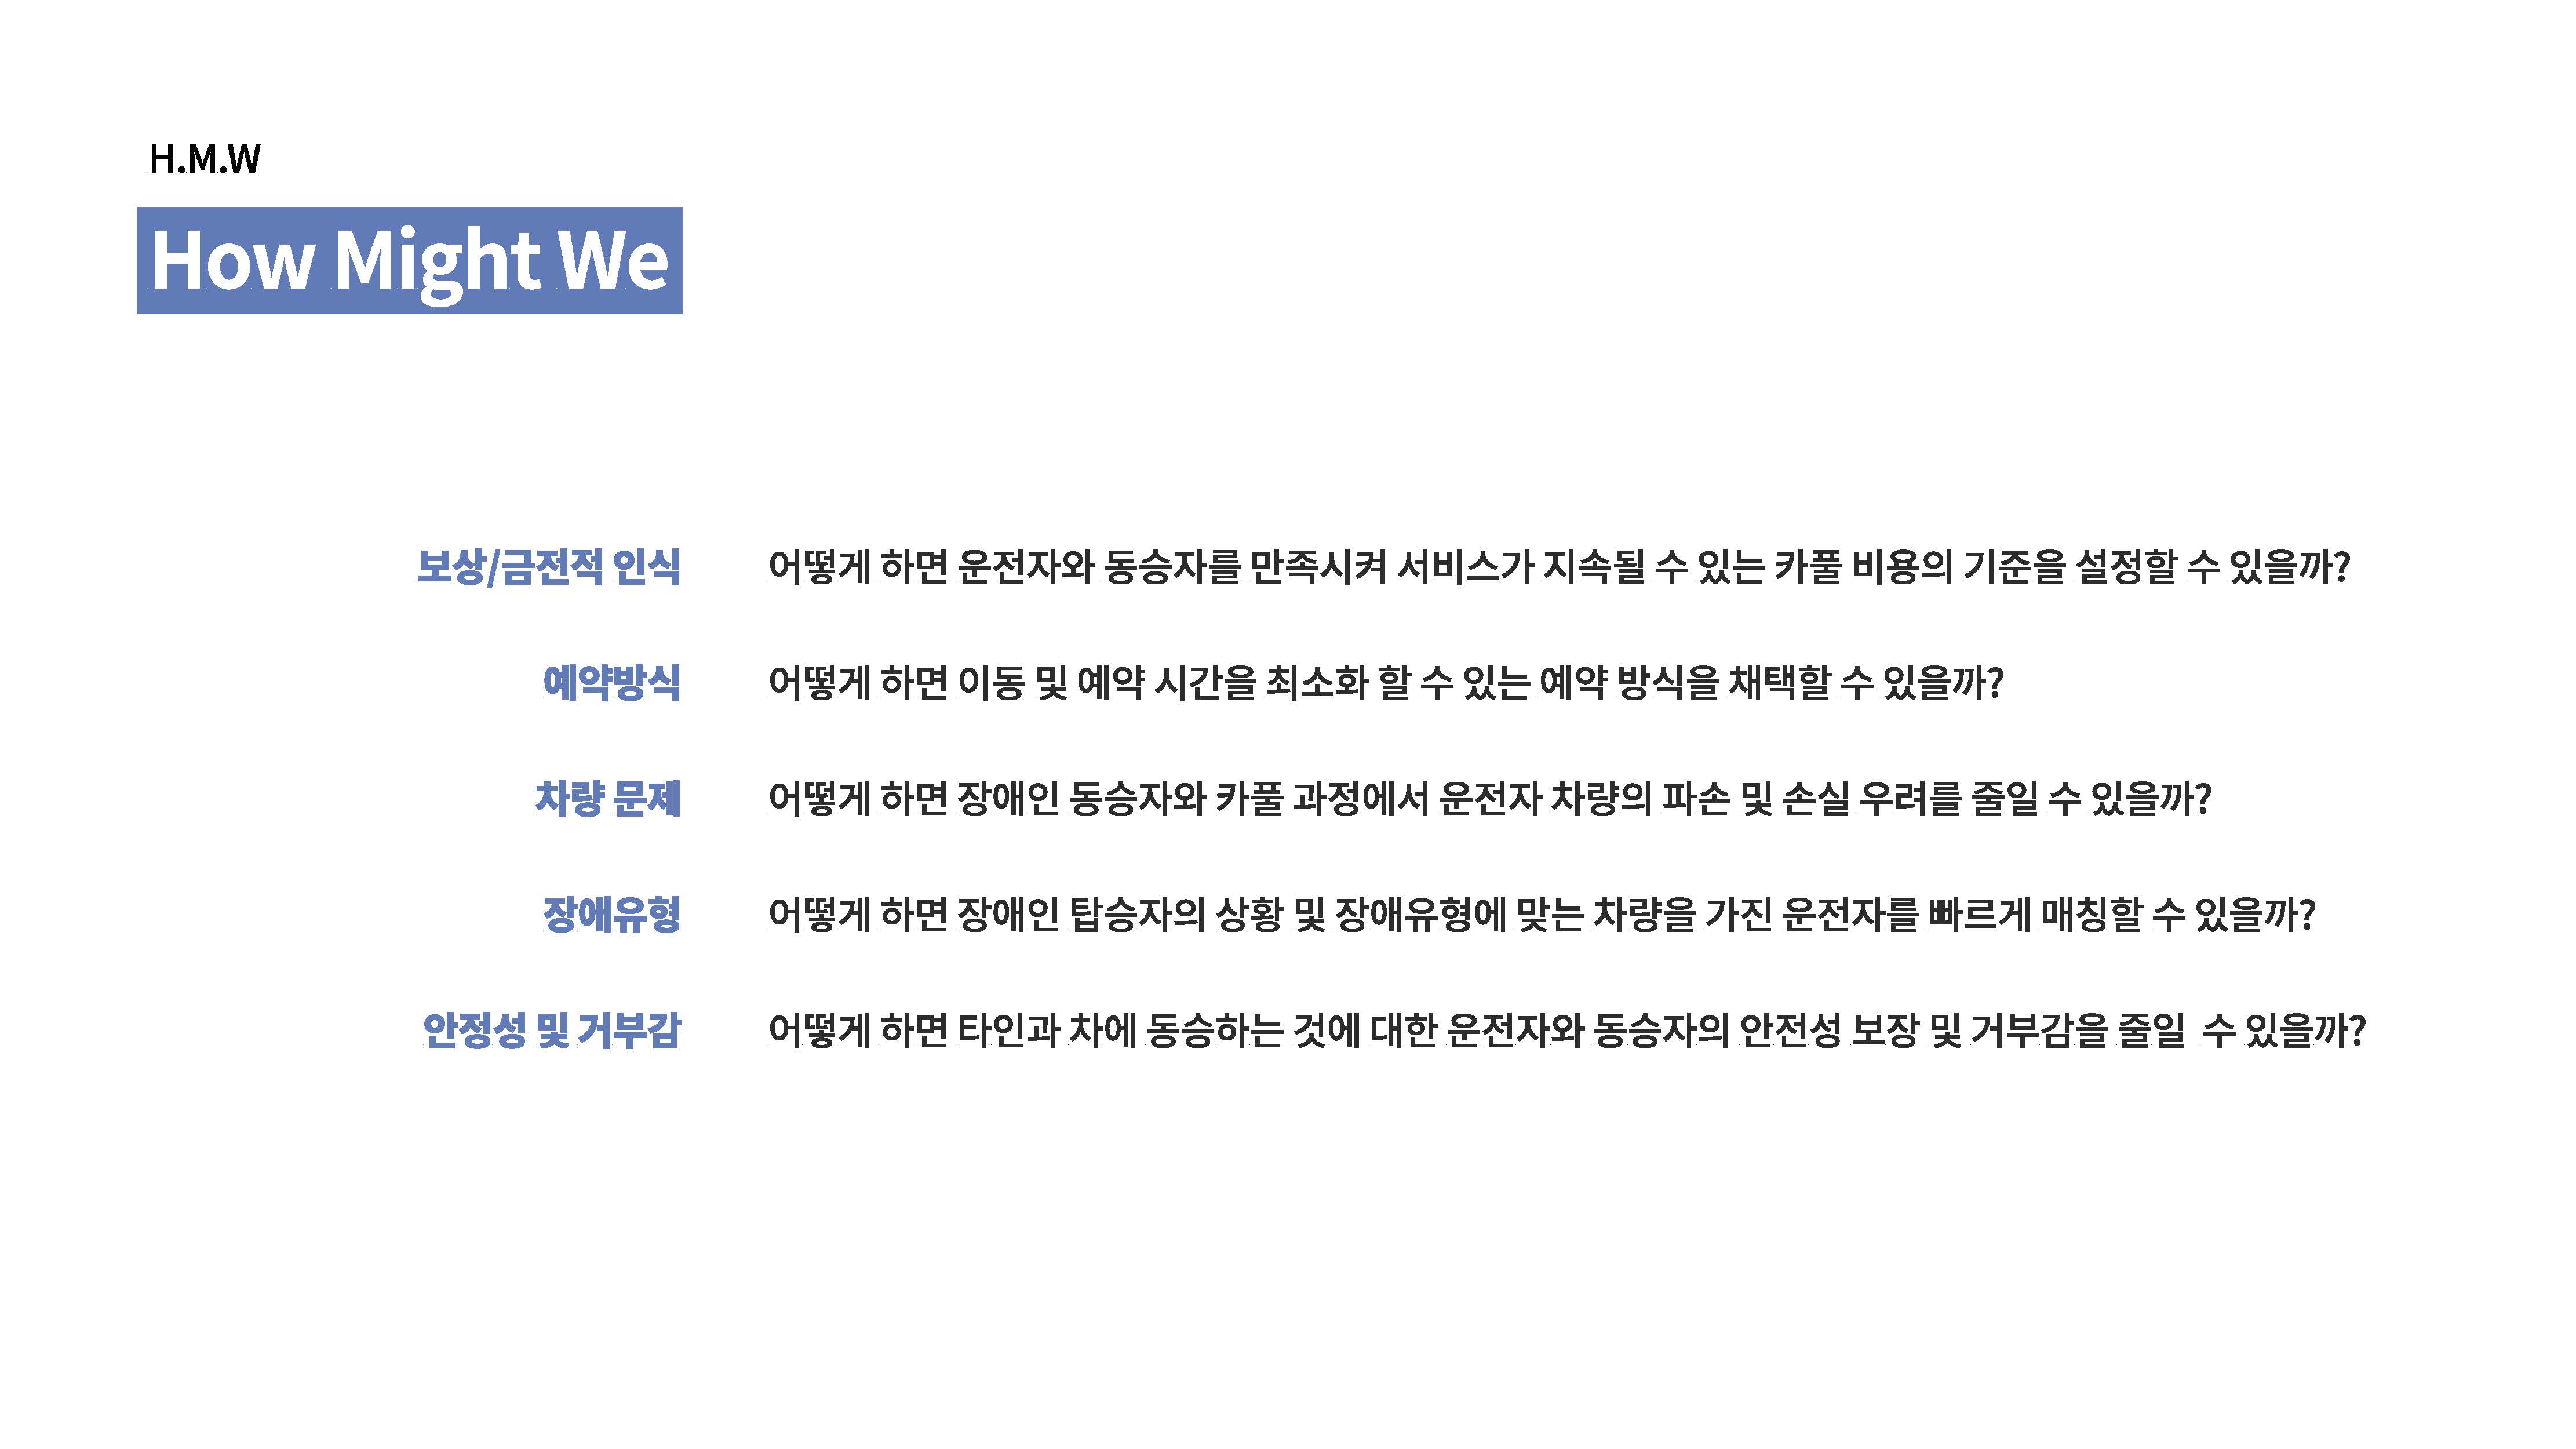 H.M.W
How Might We
보상/금전적 인식 어떻게 하면 운전자와 동승자를 만족시켜 서비스가 지속될 수 있는 카풀 비용의 기준을 설정할 수 있을까?
예약방식 어떻게 하면 이동 및 예약 시간을 최소화 할 수 있는 예약 방식을 채택할 수 있을까?
차량 문제 어떻게 하면 장애인 동승자와 카풀 과정에서 운전자 차량의 파손 및 손실 우려를 줄일 수 있을까?
장애유형 어떻게 하면 장애인 탑승자의 상황 및 장애유형에 맞는 차량을 가진 운전자를 빠르게 매칭할 수 있을까?
안정성 및 거부감 어떻게 하면 타인과 차에 동승하는 것에 대한 운전자와 동승자의 안전성 보장 및 거부감을 줄일 수 있을까?